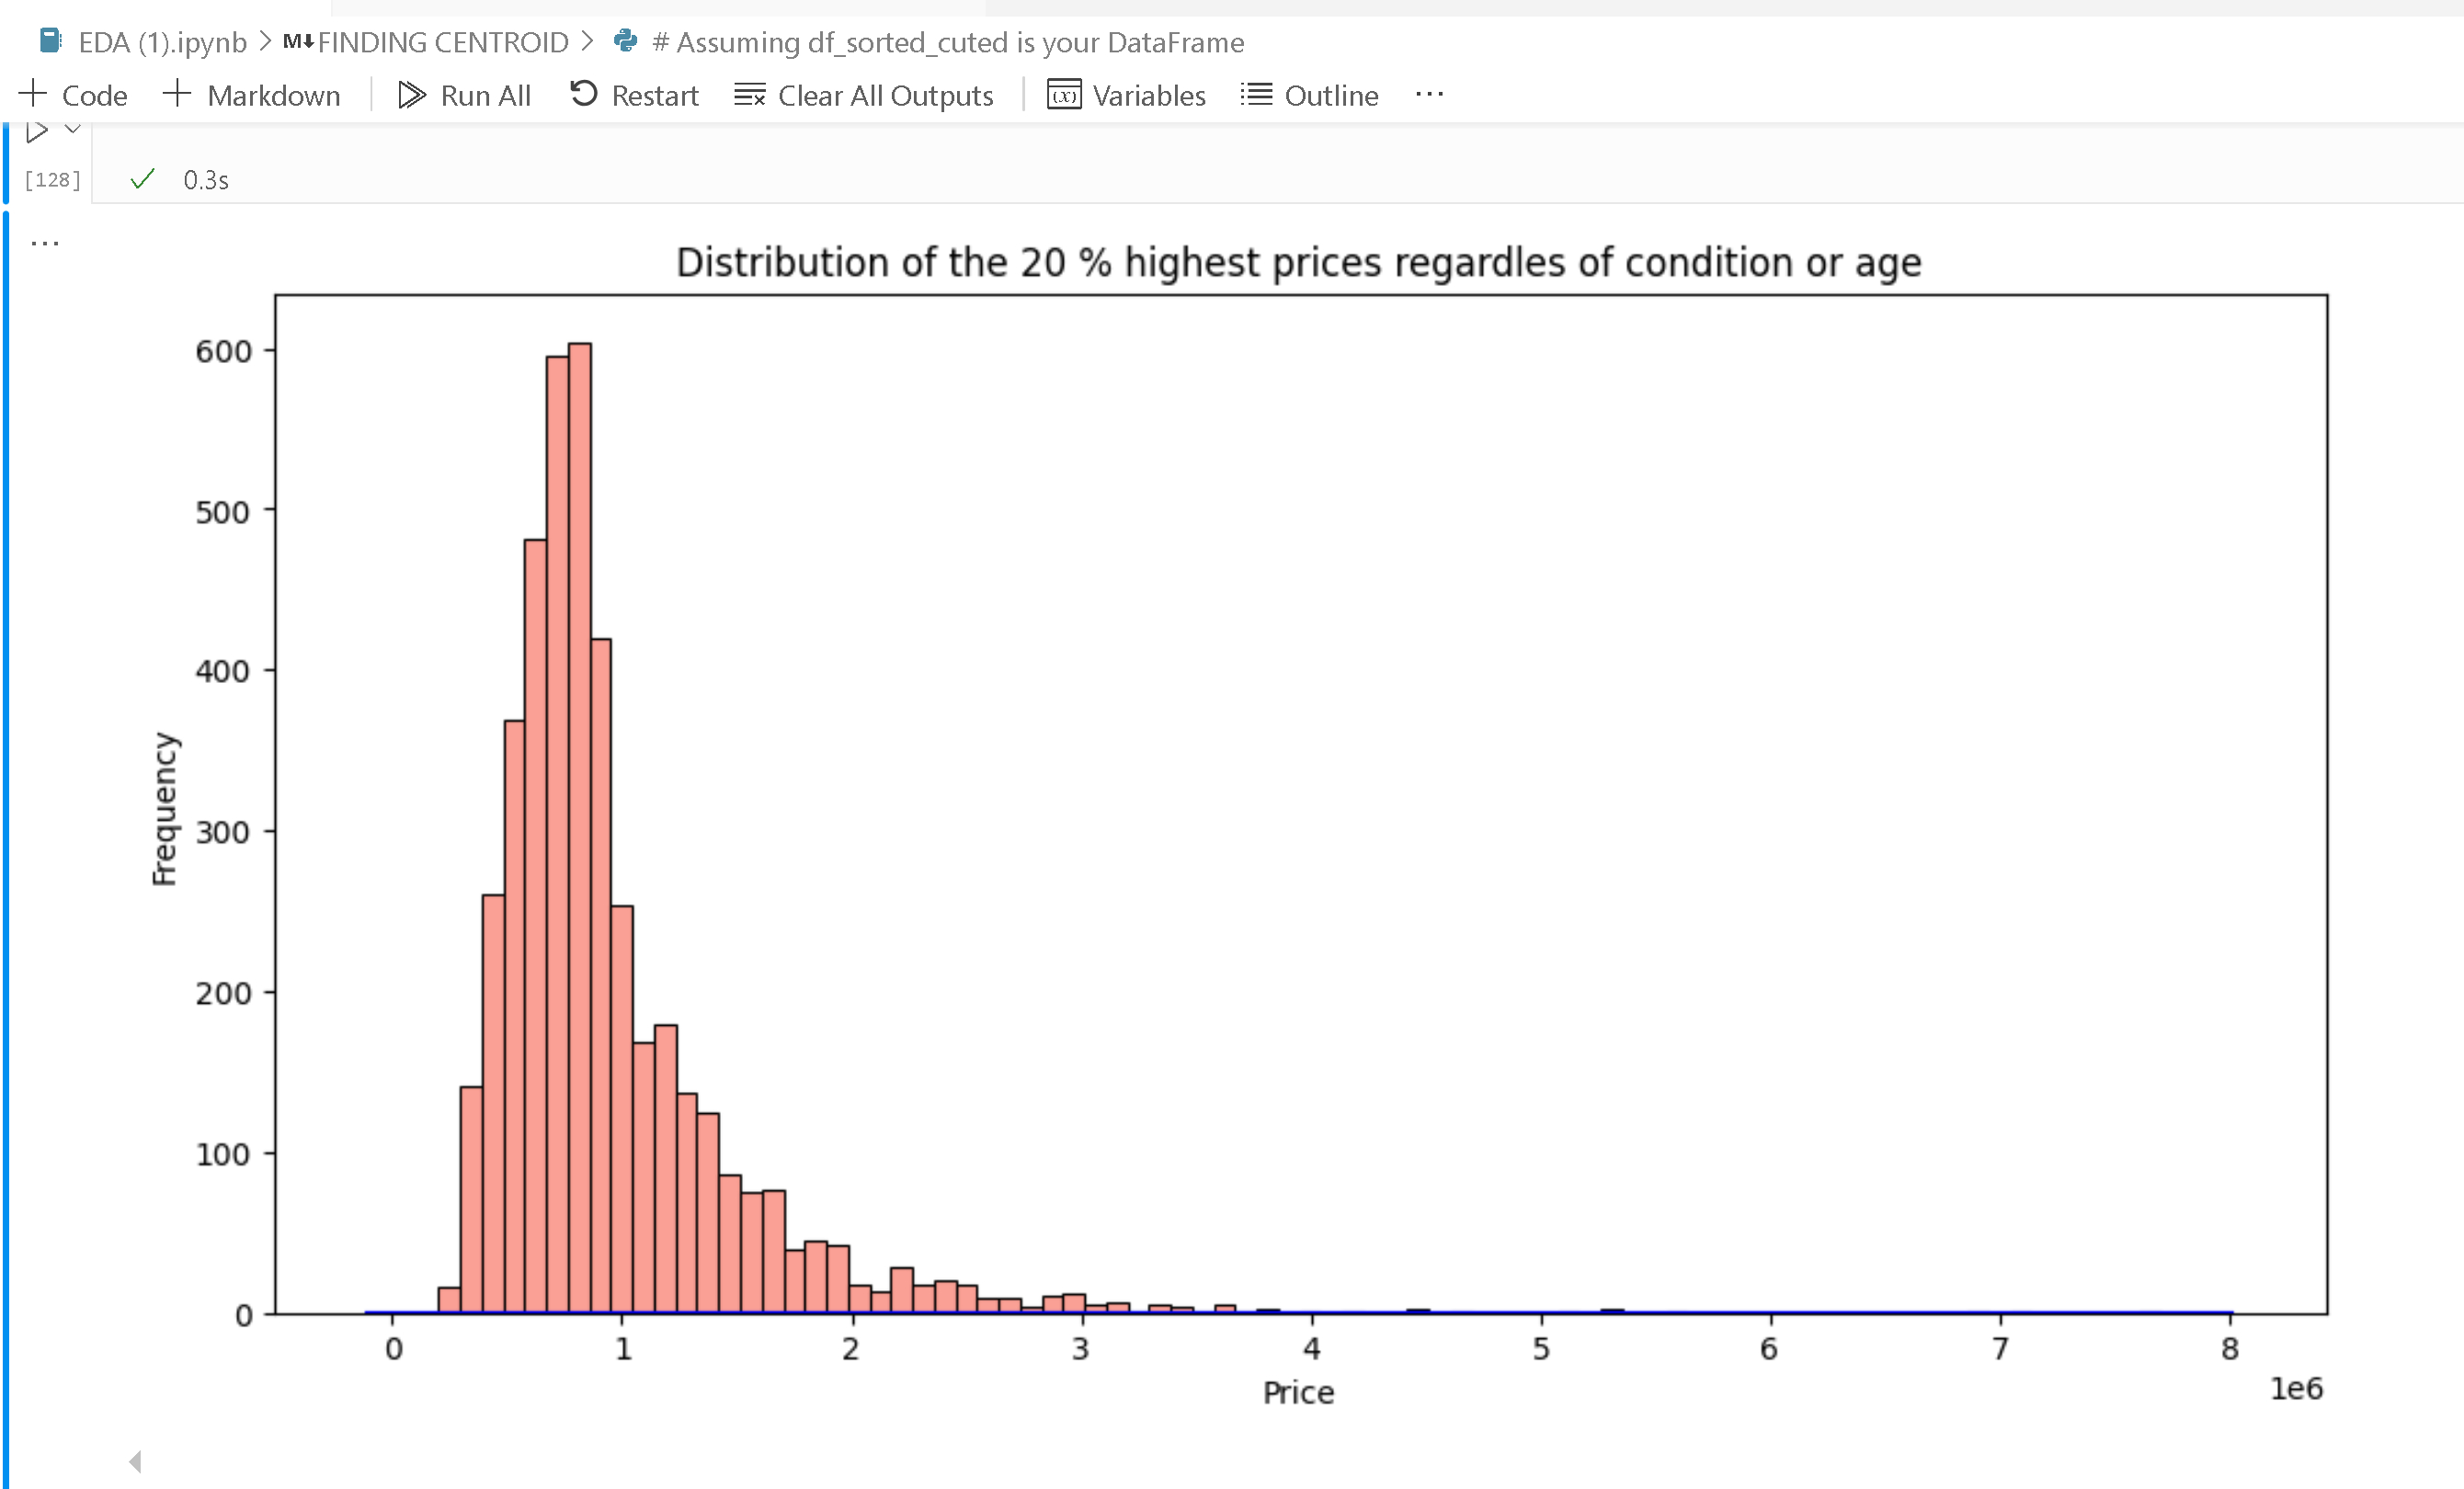 EDA (1).ipynb > M↓FINDING CENTROID > # Assuming df_sorted_cuted is your DataFrame
+ Code + Markdown Run All Restart Clear All Outputs (x) Variables Outline ...
[128] ✓ 0.3s
...
Distribution of the 20 % highest prices regardles of condition or age
600
500
400
300
200
100
0
Frequency
0 1 2 3 4 5 6 7 8
1e6
Price